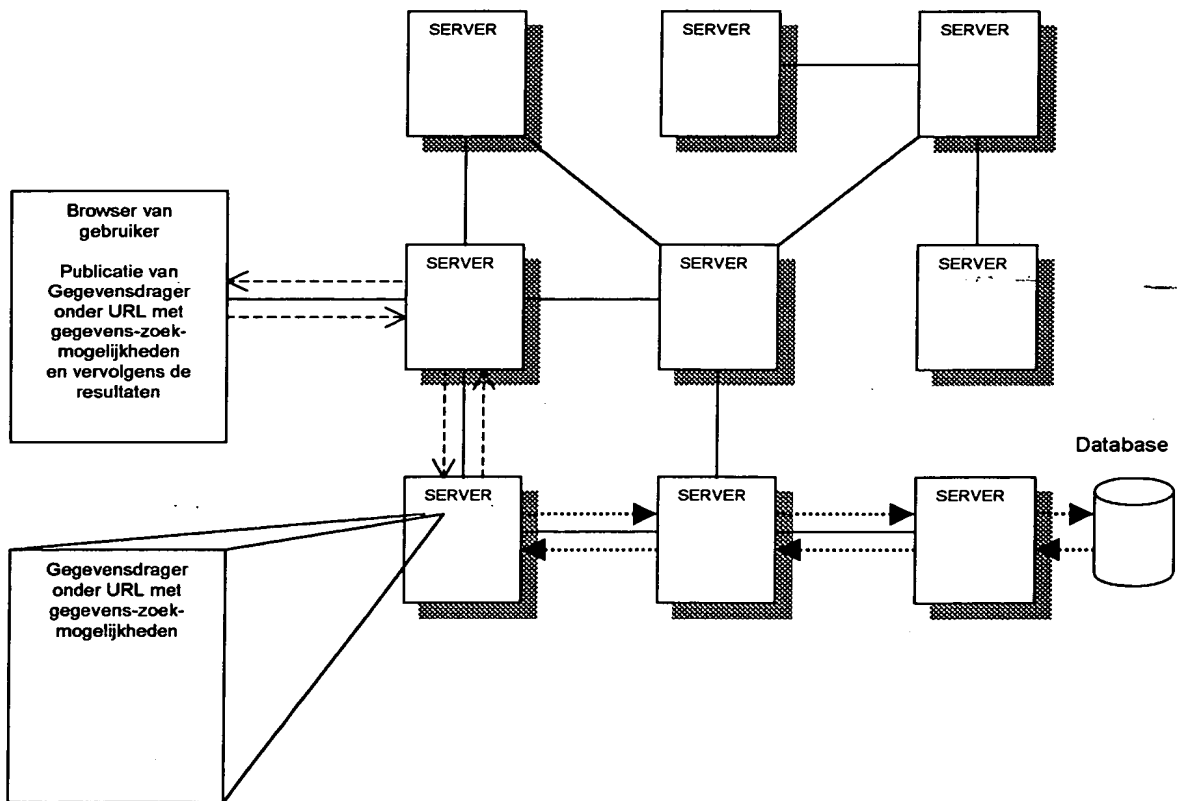 SERVER
SERVER
SERVER
Browser van
gebruiker
Publicatie van
Gegevensdrager
onder URL met
gegevens-zoek-
mogelijkheden
en vervolgens de
resultaten
SERVER
SERVER
SERVER
Database
SERVER
SERVER
SERVER
Gegevensdrager
onder URL met
gegevens-zoek-
mogelijkheden